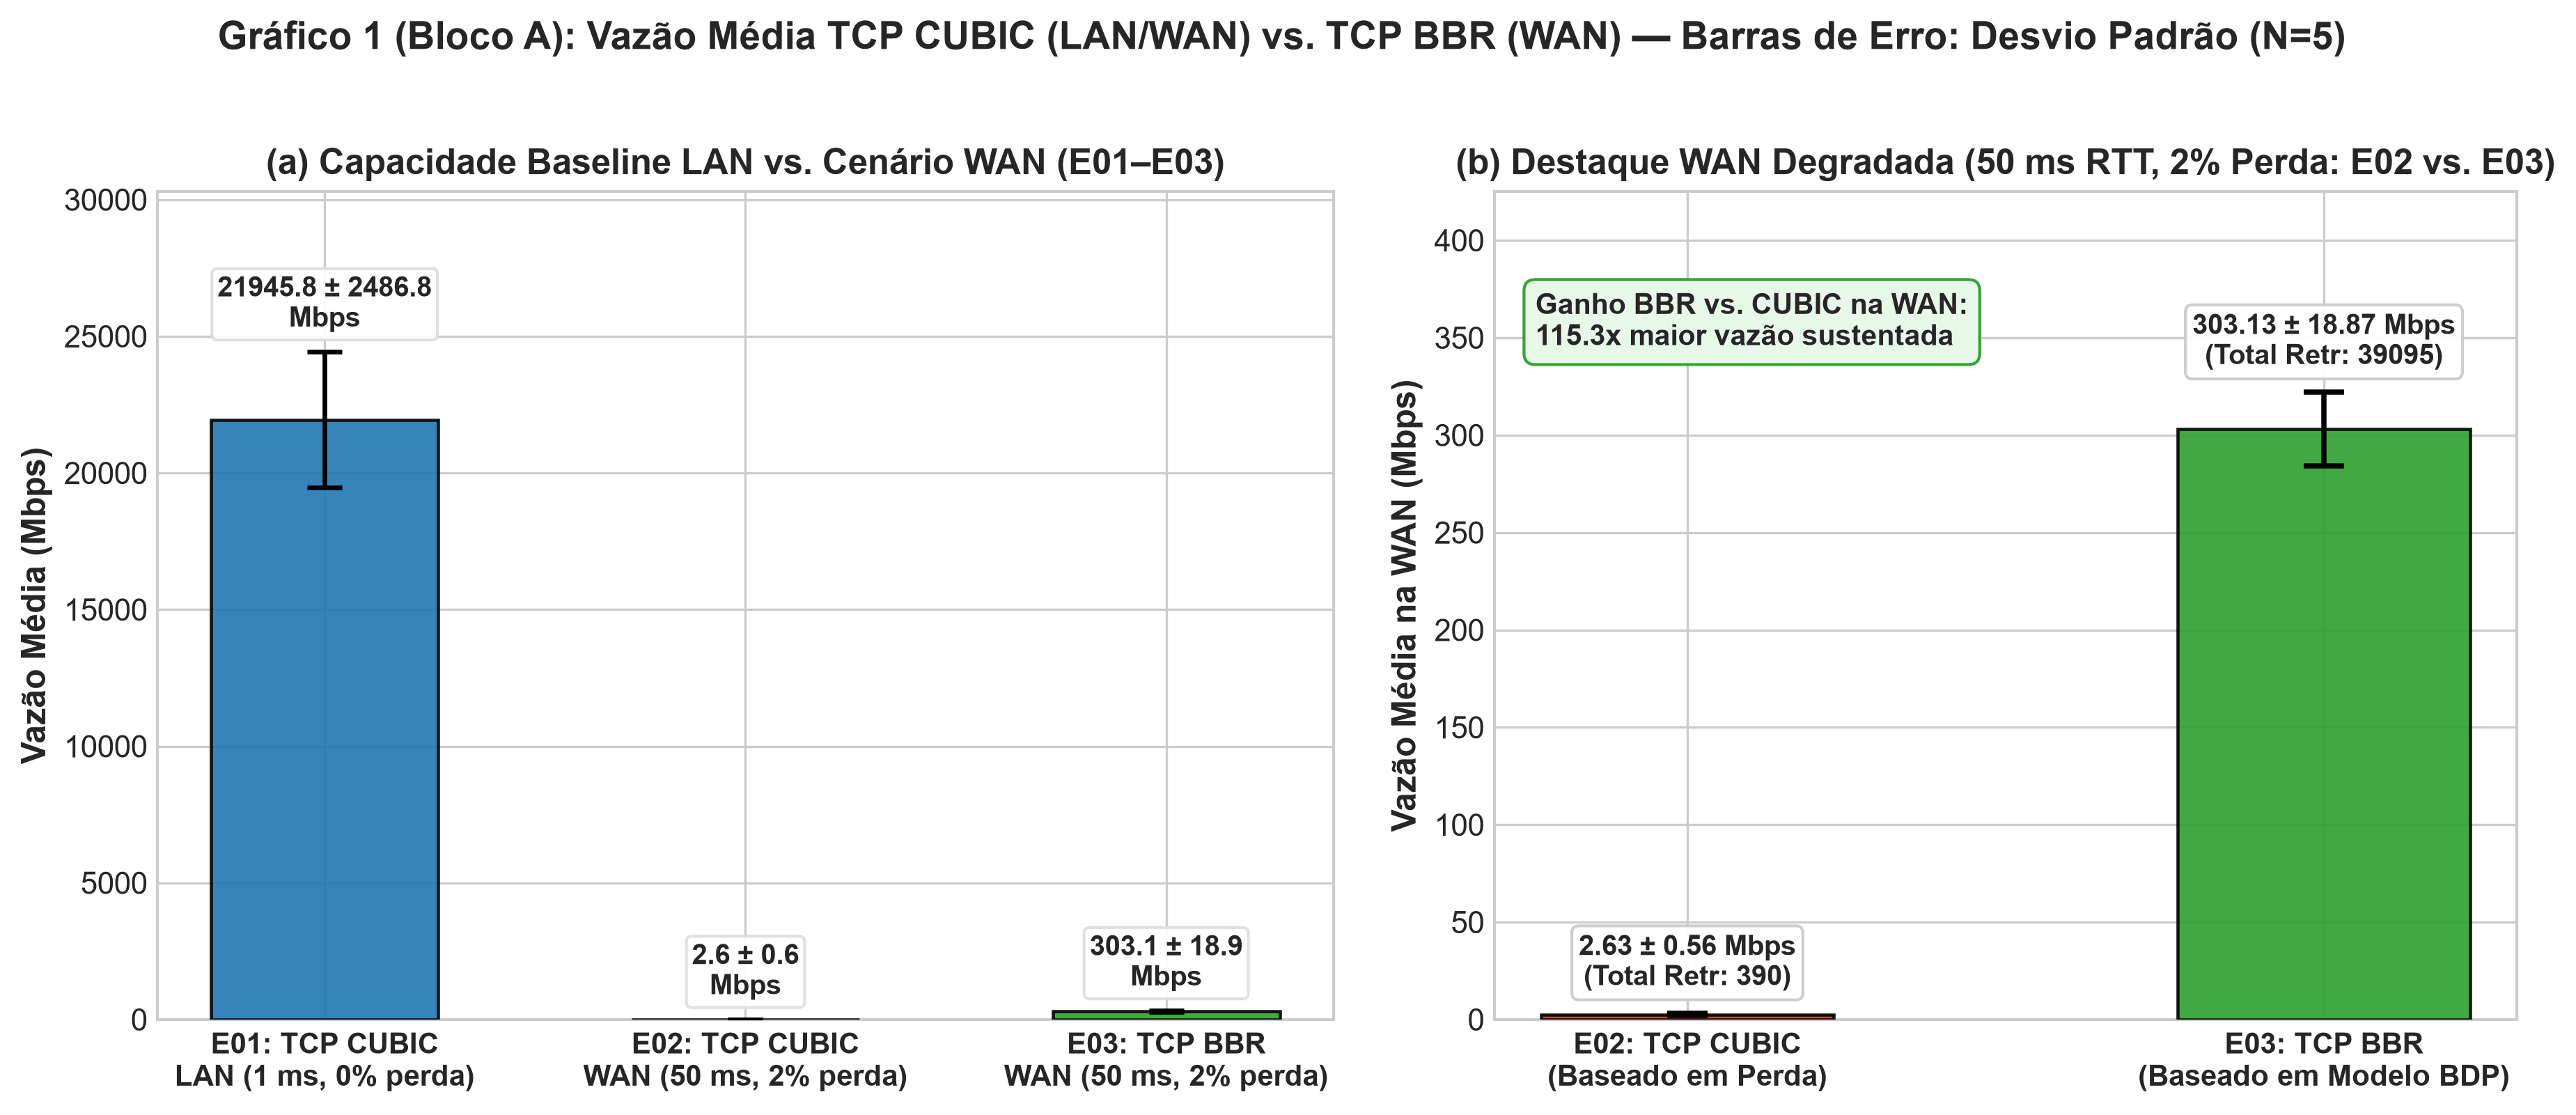 Gráfico 1 (Bloco A): Vazão Média TCP CUBIC (LAN/WAN) vs. TCP BBR (WAN) — Barras de Erro: Desvio Padrão (N=5)
(a) Capacidade Baseline LAN vs. Cenário WAN (E01–E03)
Vazão Média (Mbps)
30000
25000
20000
15000
10000
5000
0
21945.8 ± 2486.8
Mbps
2.6 ± 0.6
Mbps
303.1 ± 18.9
Mbps
E01: TCP CUBIC
LAN (1 ms, 0% perda)
E02: TCP CUBIC
WAN (50 ms, 2% perda)
E03: TCP BBR
WAN (50 ms, 2% perda)
(b) Destaque WAN Degradada (50 ms RTT, 2% Perda: E02 vs. E03)
Vazão Média na WAN (Mbps)
400
350
300
250
200
150
100
50
0
Ganho BBR vs. CUBIC na WAN:
115.3x maior vazão sustentada
303.13 ± 18.87 Mbps
(Total Retr: 39095)
2.63 ± 0.56 Mbps
(Total Retr: 390)
E02: TCP CUBIC
(Baseado em Perda)
E03: TCP BBR
(Baseado em Modelo BDP)